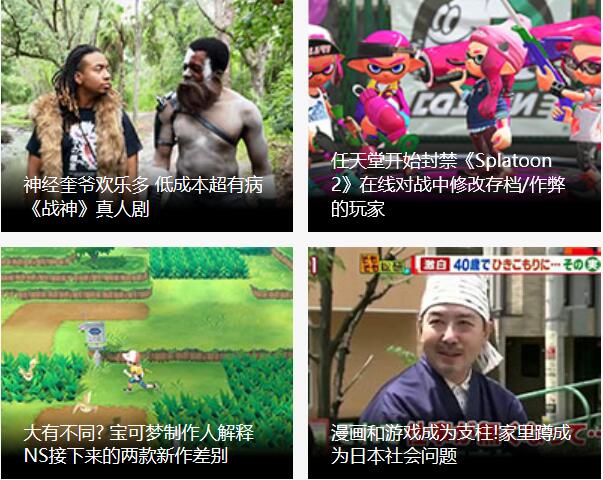 神经奎爷欢乐多 低成本超有病
《战神》真人剧
任天堂开始封禁《Splatoon
2》在线对战中修改存档/作弊
的玩家
大有不同? 宝可梦制作人解释
NS接下来的两款新作差别
激白 40歳でひきこもりに…その実
漫画和游戏成为支柱!家里蹲成
为日本社会问题